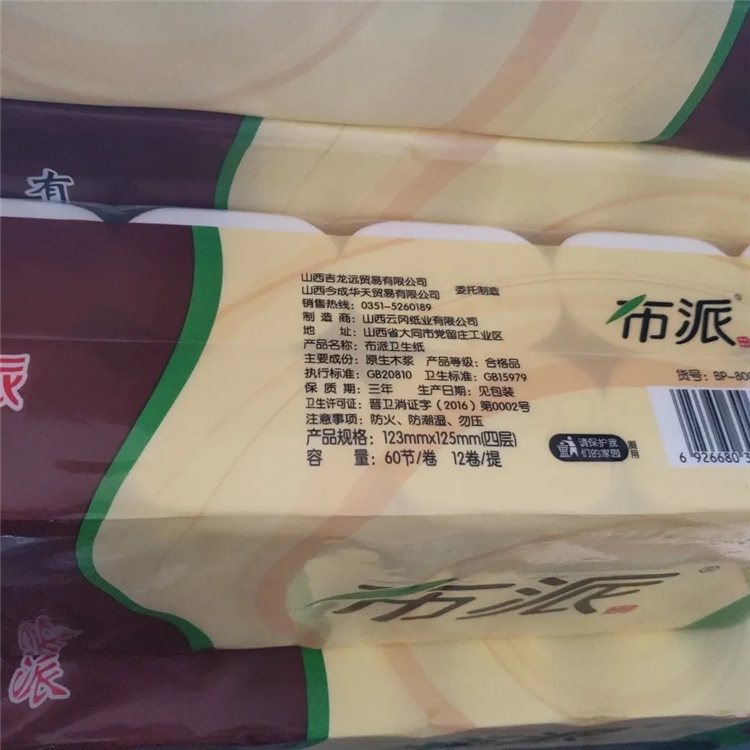 有
山西吉龙远贸易有限公司
山西今成华天贸易有限公司 委托制造
销售热线：0351-5260189
制 造 商：山西云冈纸业有限公司
地 址：山西省大同市党留庄工业区
产品名称：布派卫生纸
主要成份：原生木浆 产品等级：合格品
执行标准：GB20810 卫生标准：GB15979
保 质 期：三年 生产日期：见包装
卫生许可证：晋卫消证字（2016）第0002号
注意事项：防火、防潮湿、勿压
产品规格：123mmx125mm(四层)
容 量：60节/卷 12卷/提
布派®
货号：BP-80
请保护我
们的家园
厕用
6 926680 3
派
布派®
派